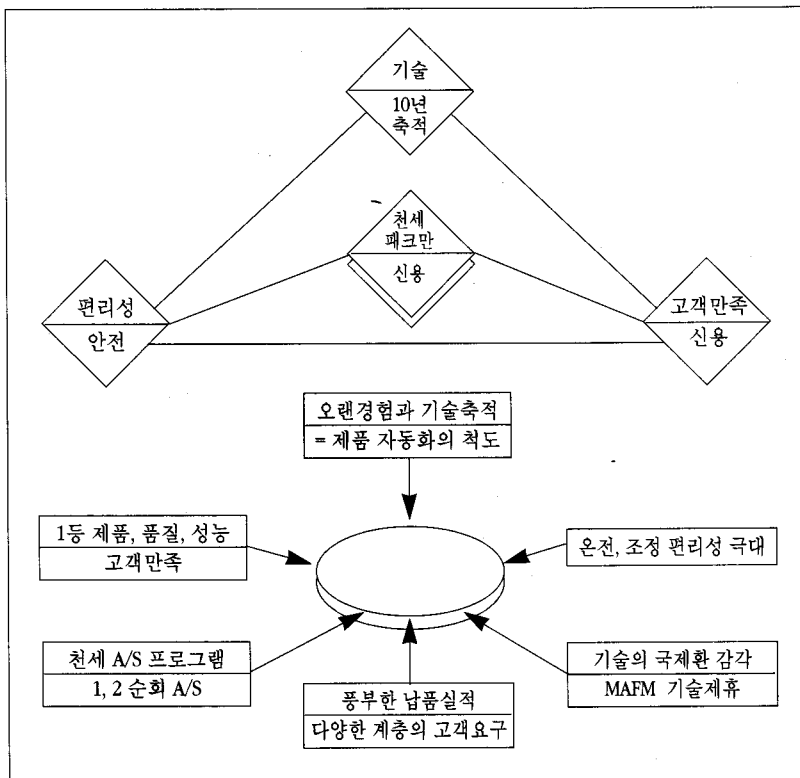 기술
10년
축적
천세
패크만
신용
편리성
안전
고객만족
신용
오랜경험과 기술축적
= 제품 자동화의 척도
1등 제품, 품질, 성능
고객만족
온전, 조정 편리성 극대
천세 A/S 프로그램
1, 2 순회 A/S
기술의 국제환 감각
MAFM 기술제휴
풍부한 납품실적
다양한 계층의 고객요구